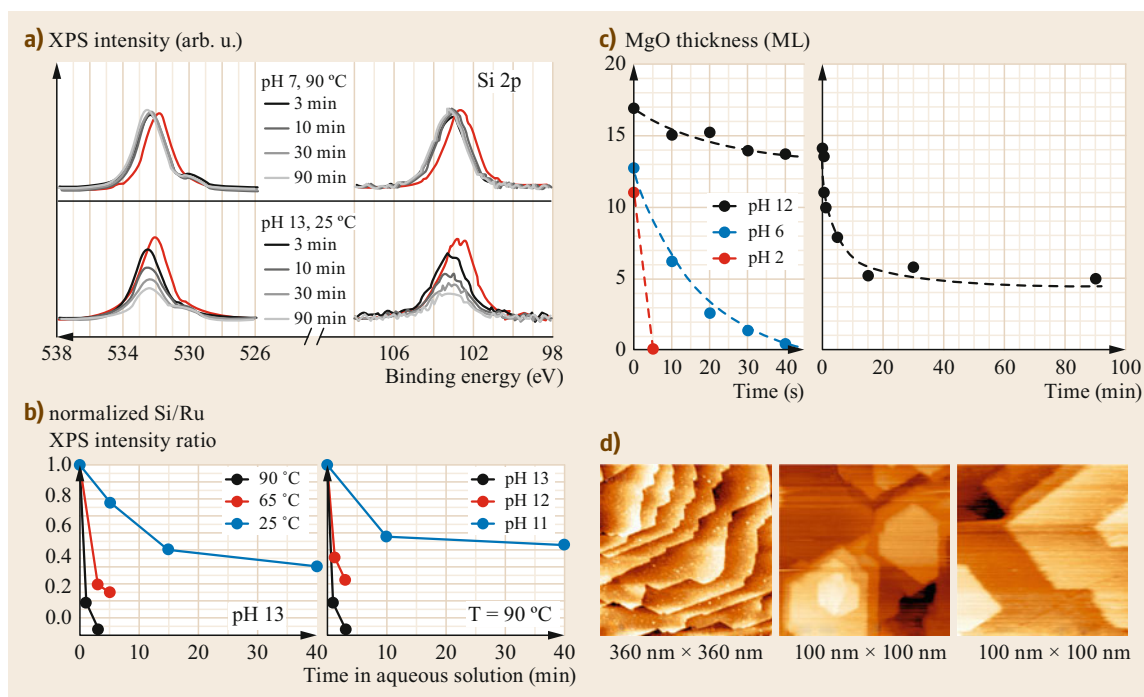 a) XPS intensity (arb. u.)
pH 7, 90 °C
3 min
10 min
30 min
90 min
Si 2p
pH 13, 25 °C
3 min
10 min
30 min
90 min
538 534 530 526 106 102 98
Binding energy (eV)
b) normalized Si/Ru
XPS intensity ratio
1.0
0.8
0.6
0.4
0.2
0.0
90 °C
65 °C
25 °C
pH 13
0 10 20 30 40
pH 13
pH 12
pH 11
T = 90 °C
0 10 20 30 40
Time in aqueous solution (min)
c) MgO thickness (ML)
20
15
10
5
0
pH 12
pH 6
pH 2
0 10 20 30 40
Time (s)
0 20 40 60 80 100
Time (min)
d)
360 nm × 360 nm
100 nm × 100 nm
100 nm × 100 nm